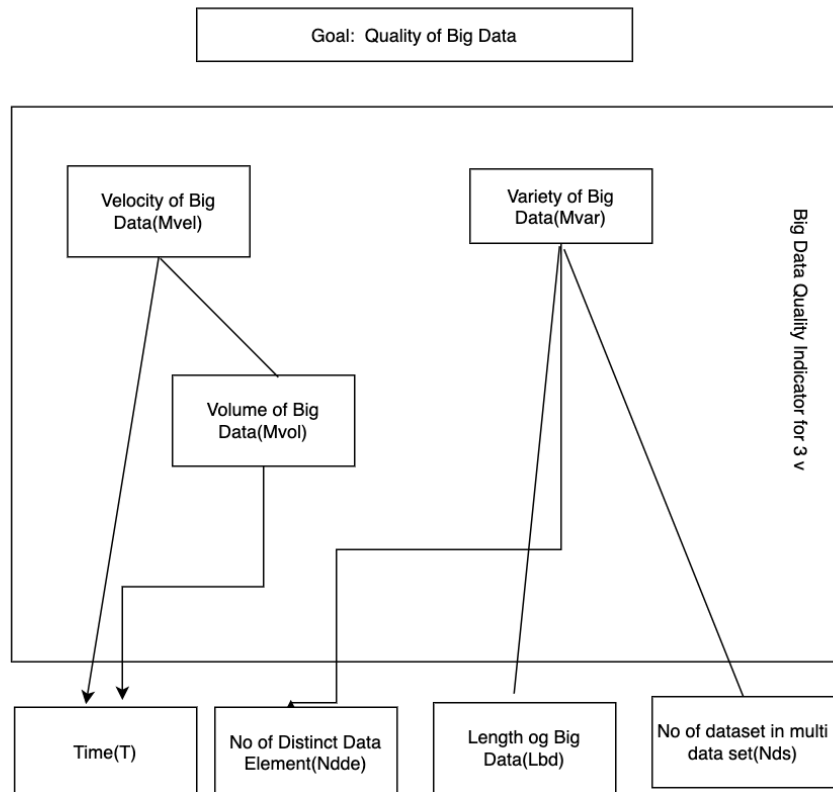 Goal:  Quality of Big Data
Velocity of Big
Data(Mvel)
Variety of Big
Data(Mvar)
Big Data Quality Indicator for 3 v
Volume of Big
Data(Mvol)
Time(T)
No of Distinct Data
Element(Ndde)
Length og Big
Data(Lbd)
No of dataset in multi
data set(Nds)